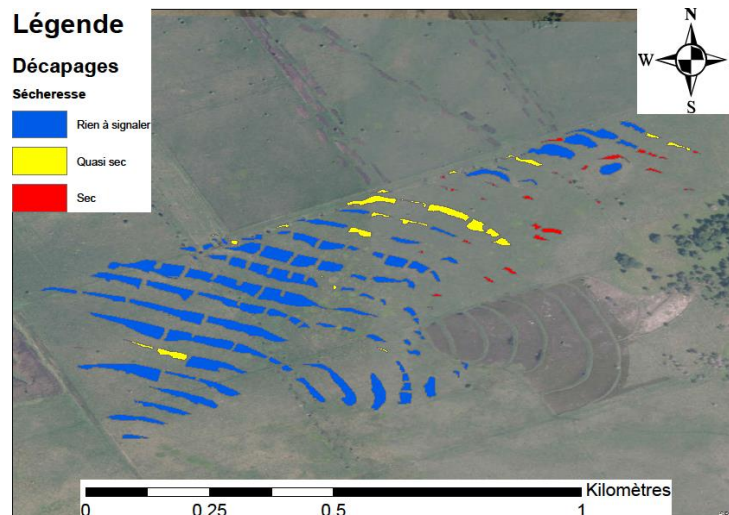 Légende
Décapages
Sécheresse
Rien à signaler
Quasi sec
Sec
N
W
E
S
Kilomètres
0 0.25 0.5 1